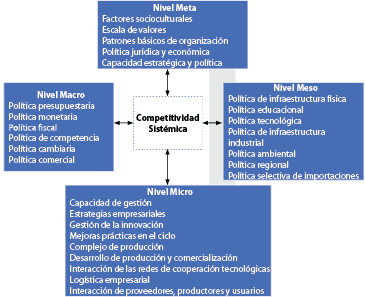 Nivel Meta
Factores socioculturales
Escala de valores
Patrones básicos de organización
Política jurídica y económica
Capacidad estratégica y política
Nivel Macro
Política presupuestaria
Política monetaria
Política fiscal
Política de competencia
Política cambiaria
Política comercial
Competitividad
Sistémica
Nivel Meso
Política de infraestructura física
Política educacional
Política tecnológica
Política de infraestructura
industrial
Política ambiental
Política regional
Política selectiva de importaciones
Nivel Micro
Capacidad de gestión
Estrategias empresariales
Gestión de la innovación
Mejoras prácticas en el ciclo
Complejo de producción
Desarrollo de producción y comercialización
Interacción de las redes de cooperación tecnológicas
Logística empresarial
Interacción de proveedores, productores y usuarios